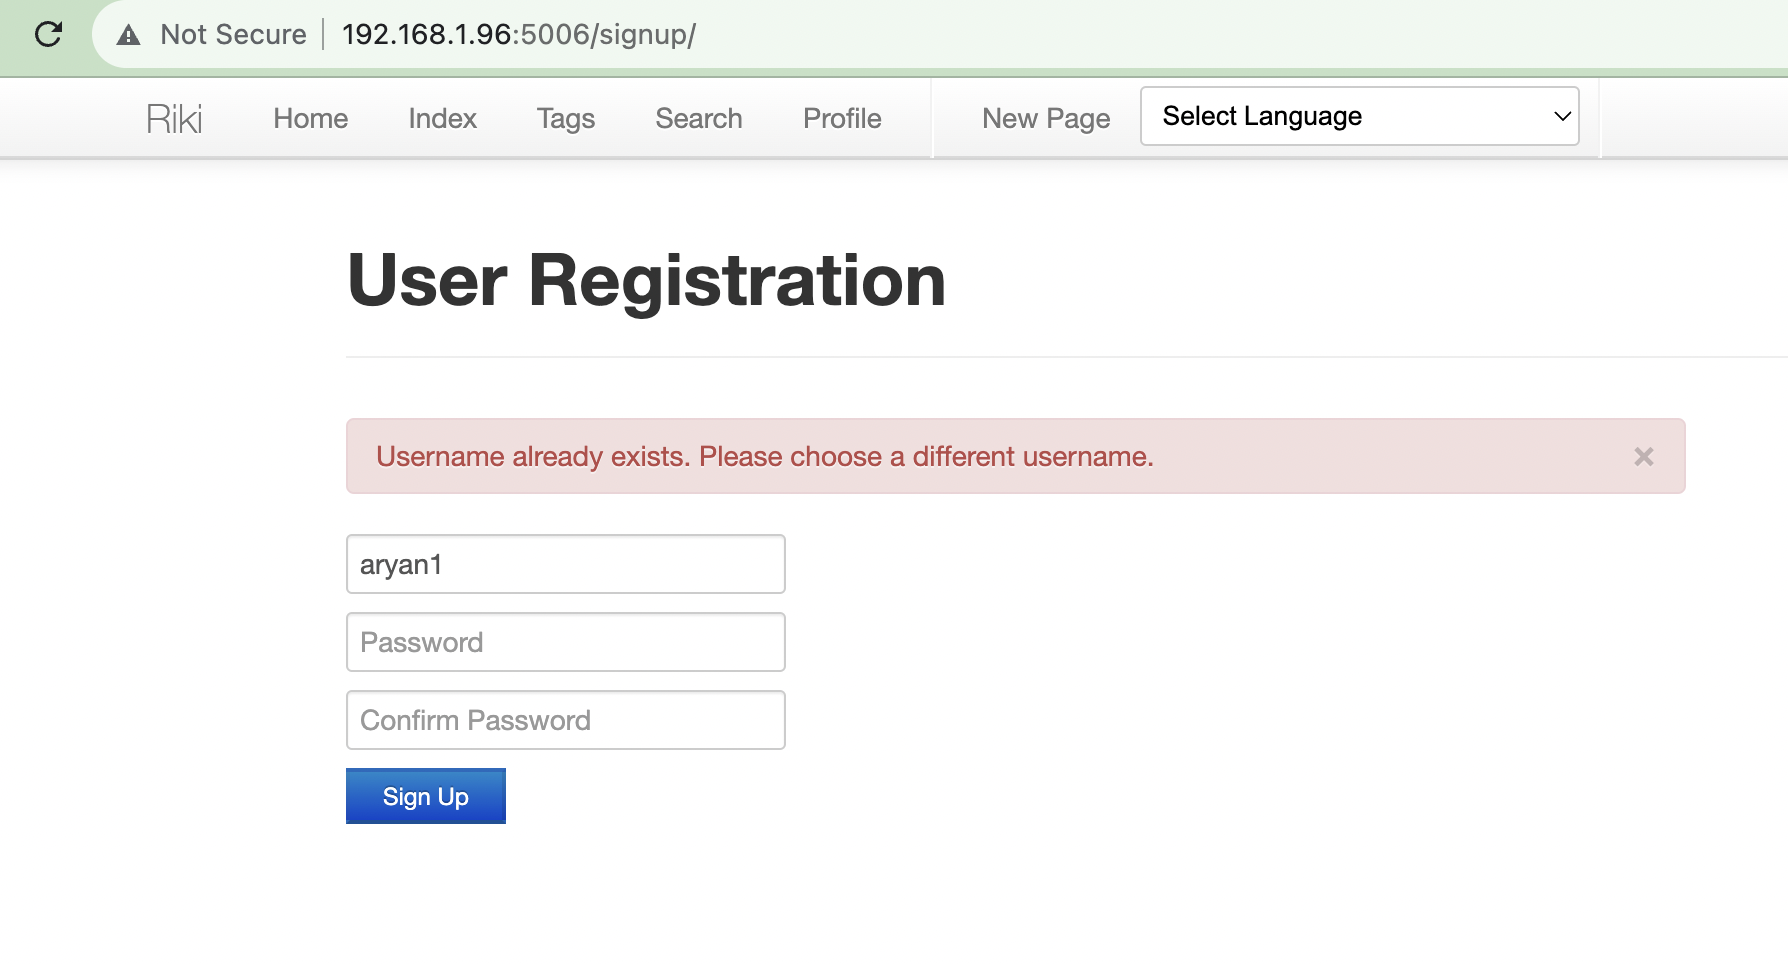 Not Secure 192.168.1.96:5006/signup/
Riki Home Index Tags Search Profile New Page Select Language
User Registration
Username already exists. Please choose a different username. ×
aryan1
Password
Confirm Password
Sign Up